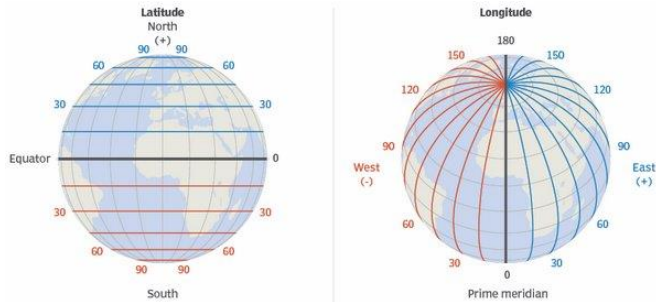 Latitude
North
(+)
90 90
60 60
30 30
Equator 0
30 30
60 60
90 90
South
Longitude
180
150 150
120 120
90 90
West
(-)
East
(+)
60 60
30 30
0
Prime meridian